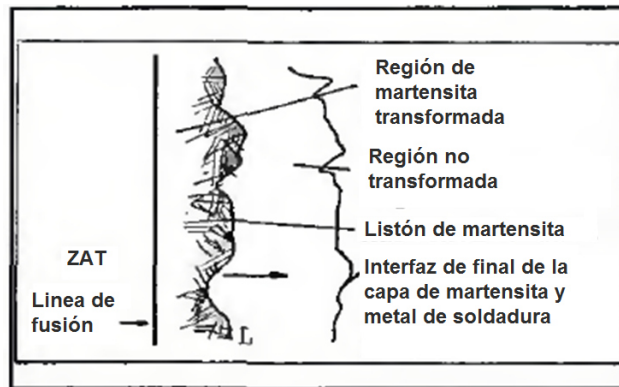 Región de
martensita
transformada
Región no
transformada
Listón de martensita
ZAT
Interfaz de final de la
capa de martensita y
metal de soldadura
Linea de
fusión
L